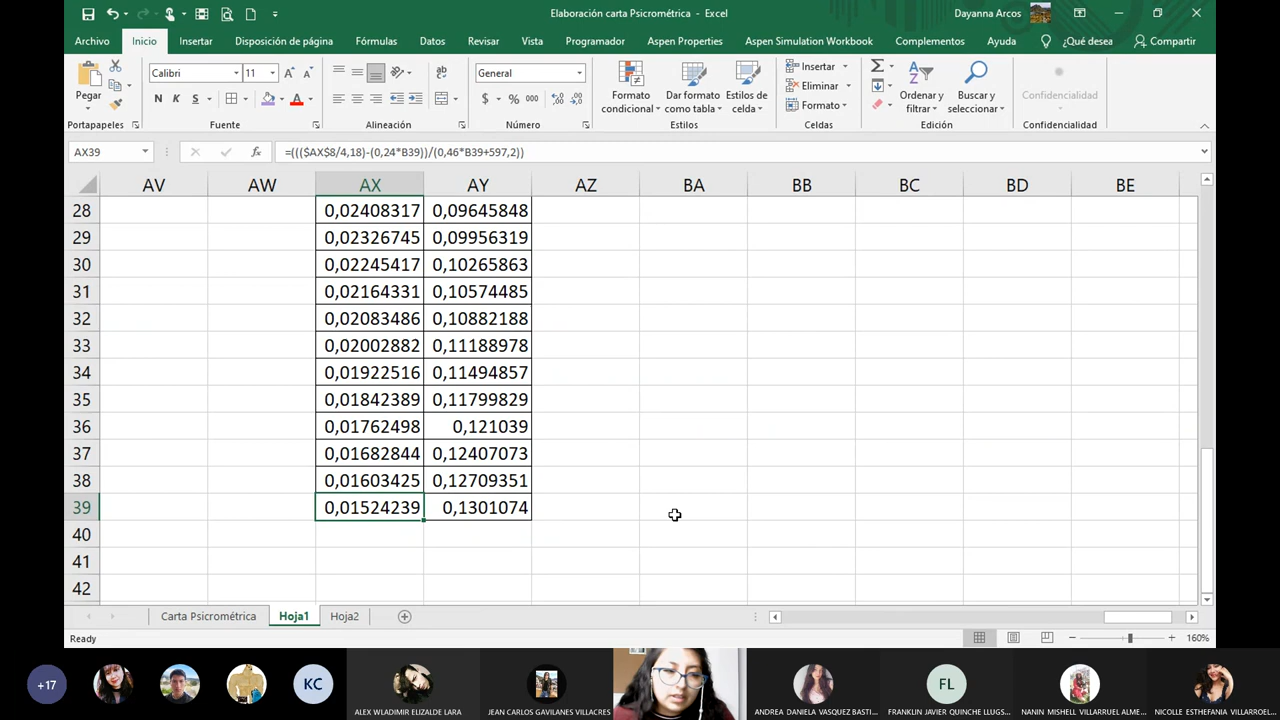 Elaboración carta Psicrométrica - Excel
Dayanna Arcos
Archivo Inicio Insertar Disposición de página Fórmulas Datos Revisar Vista Programador Aspen Properties Aspen Simulation Workbook Complementos Ayuda ¿Qué desea Compartir
Pegar
Calibri 11
N K S
General
$ % 000
Formato condicional
Dar formato como tabla
Estilos de celda
Insertar
Eliminar
Formato
Ordenar y filtrar
Buscar y seleccionar
Confidencialidad
Portapapeles Fuente Alineación Número Estilos Celdas Edición Confidencialidad
AX39 fx =((($AX$8/4,18)-(0,24*B39))/(0,46*B39+597,2))
AV AW AX AY AZ BA BB BC BD BE
28 0,02408317 0,09645848
29 0,02326745 0,09956319
30 0,02245417 0,10265863
31 0,02164331 0,10574485
32 0,02083486 0,10882188
33 0,02002882 0,11188978
34 0,01922516 0,11494857
35 0,01842389 0,11799829
36 0,01762498 0,121039
37 0,01682844 0,12407073
38 0,01603425 0,12709351
39 0,01524239 0,1301074
40
41
42
Carta Psicrométrica Hoja1 Hoja2
Ready 160%
+17 KC FL
ALEX WLADIMIR ELIZALDE LARA
JEAN CARLOS GAVILANES VILLACRES
ANDREA DANIELA VASQUEZ BASTI...
FRANKLIN JAVIER QUINCHE LLUGS...
NANIN MISHELL VILLARRUEL ALME...
NICOLLE ESTHEFANIA VILLARROEL...